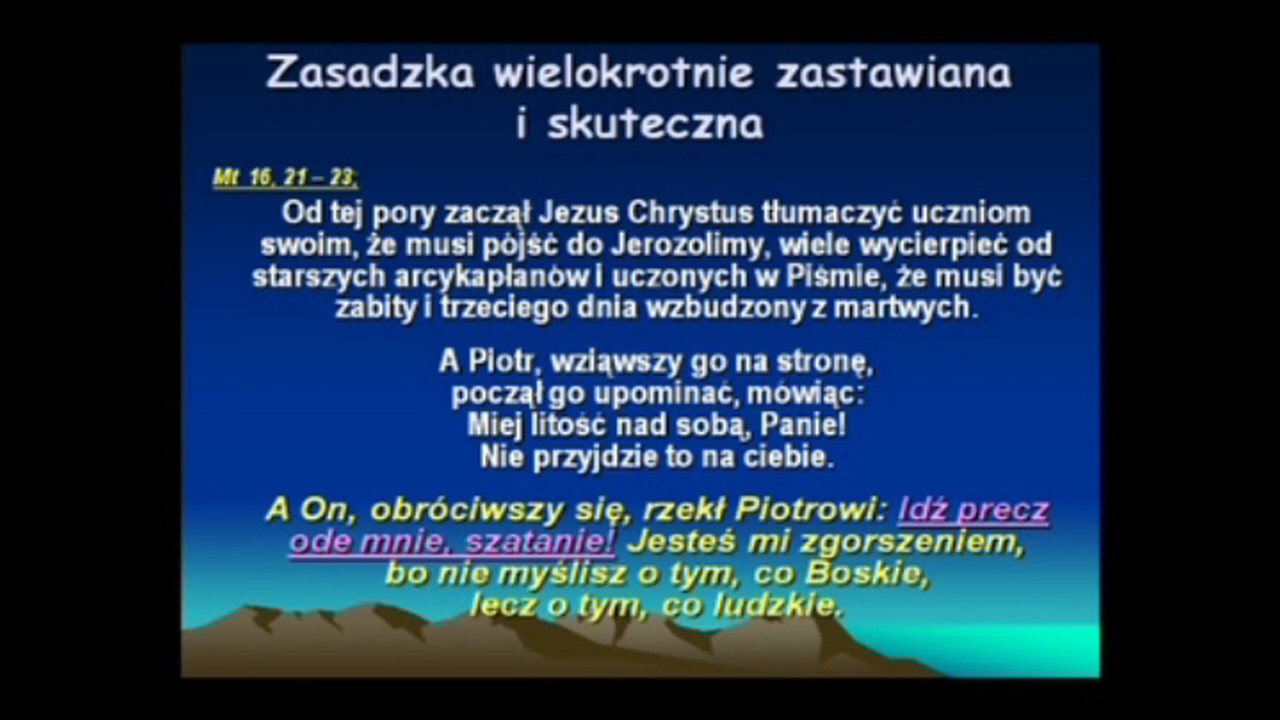 Zasadzka wielokrotnie zastawiana
i skuteczna
Mt 16, 21 – 23;
Od tej pory zaczął Jezus Chrystus tłumaczyć uczniom
swoim, że musi pójść do Jerozolimy, wiele wycierpieć od
starszych arcykapłanów i uczonych w Piśmie, że musi być
zabity i trzeciego dnia wzbudzony z martwych.
A Piotr, wziąwszy go na stronę,
począł go upominać, mówiąc:
Miej litość nad sobą, Panie!
Nie przyjdzie to na ciebie.
A On, obróciwszy się, rzekł Piotrowi: Idź precz
ode mnie, szatanie! Jesteś mi zgorszeniem,
bo nie myślisz o tym, co Boskie,
lecz o tym, co ludzkie.